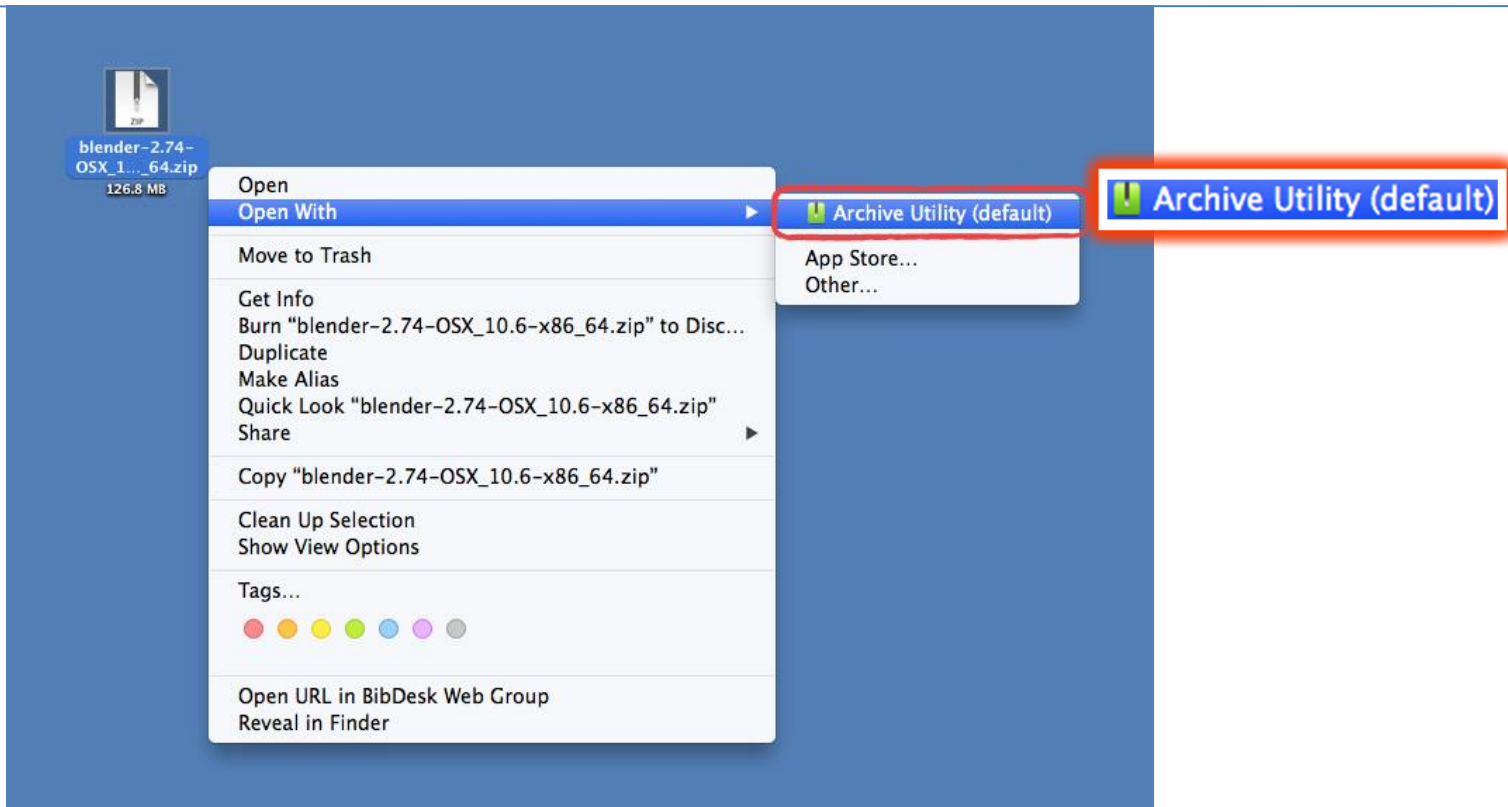 ZIP
blender-2.74-
OSX_1..._64.zip
126.8 MB
Open
Open With
Move to Trash
Get Info
Burn “blender-2.74-OSX_10.6-x86_64.zip” to Disc...
Duplicate
Make Alias
Quick Look “blender-2.74-OSX_10.6-x86_64.zip”
Share
Copy “blender-2.74-OSX_10.6-x86_64.zip”
Clean Up Selection
Show View Options
Tags...
Open URL in BibDesk Web Group
Reveal in Finder
Archive Utility (default)
App Store...
Other...
Archive Utility (default)